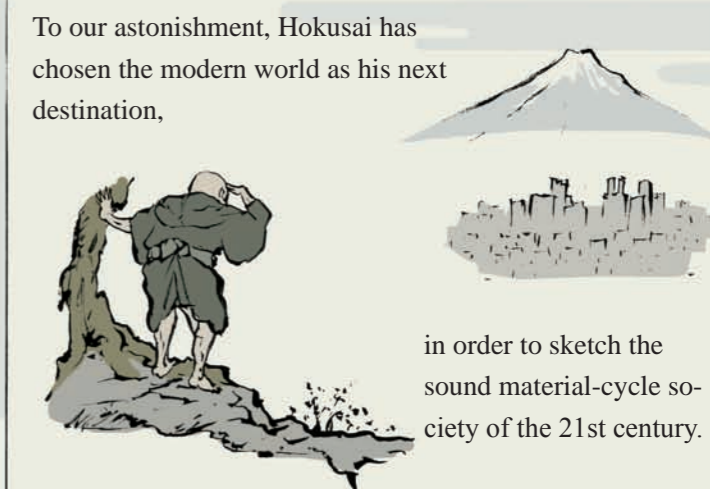 To our astonishment, Hokusai has
chosen the modern world as his next
destination,
in order to sketch the
sound material-cycle so-
ciety of the 21st century.